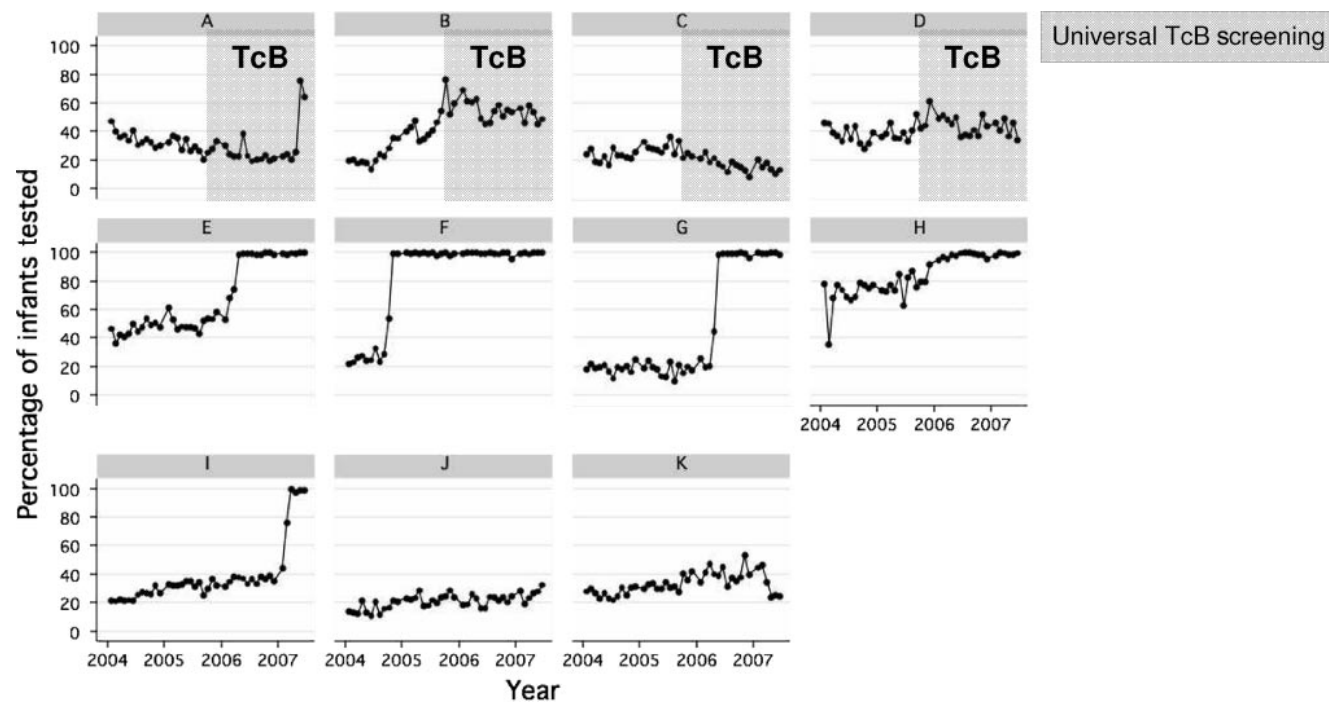 A B C D
Universal TcB screening
TcB TcB TcB TcB
100
80
60
40
20
0
E F G H
100
80
60
40
20
0
2004 2005 2006 2007
I J K
100
80
60
40
20
0
2004 2005 2006 2007 2004 2005 2006 2007 2004 2005 2006 2007
Percentage of infants tested
Year